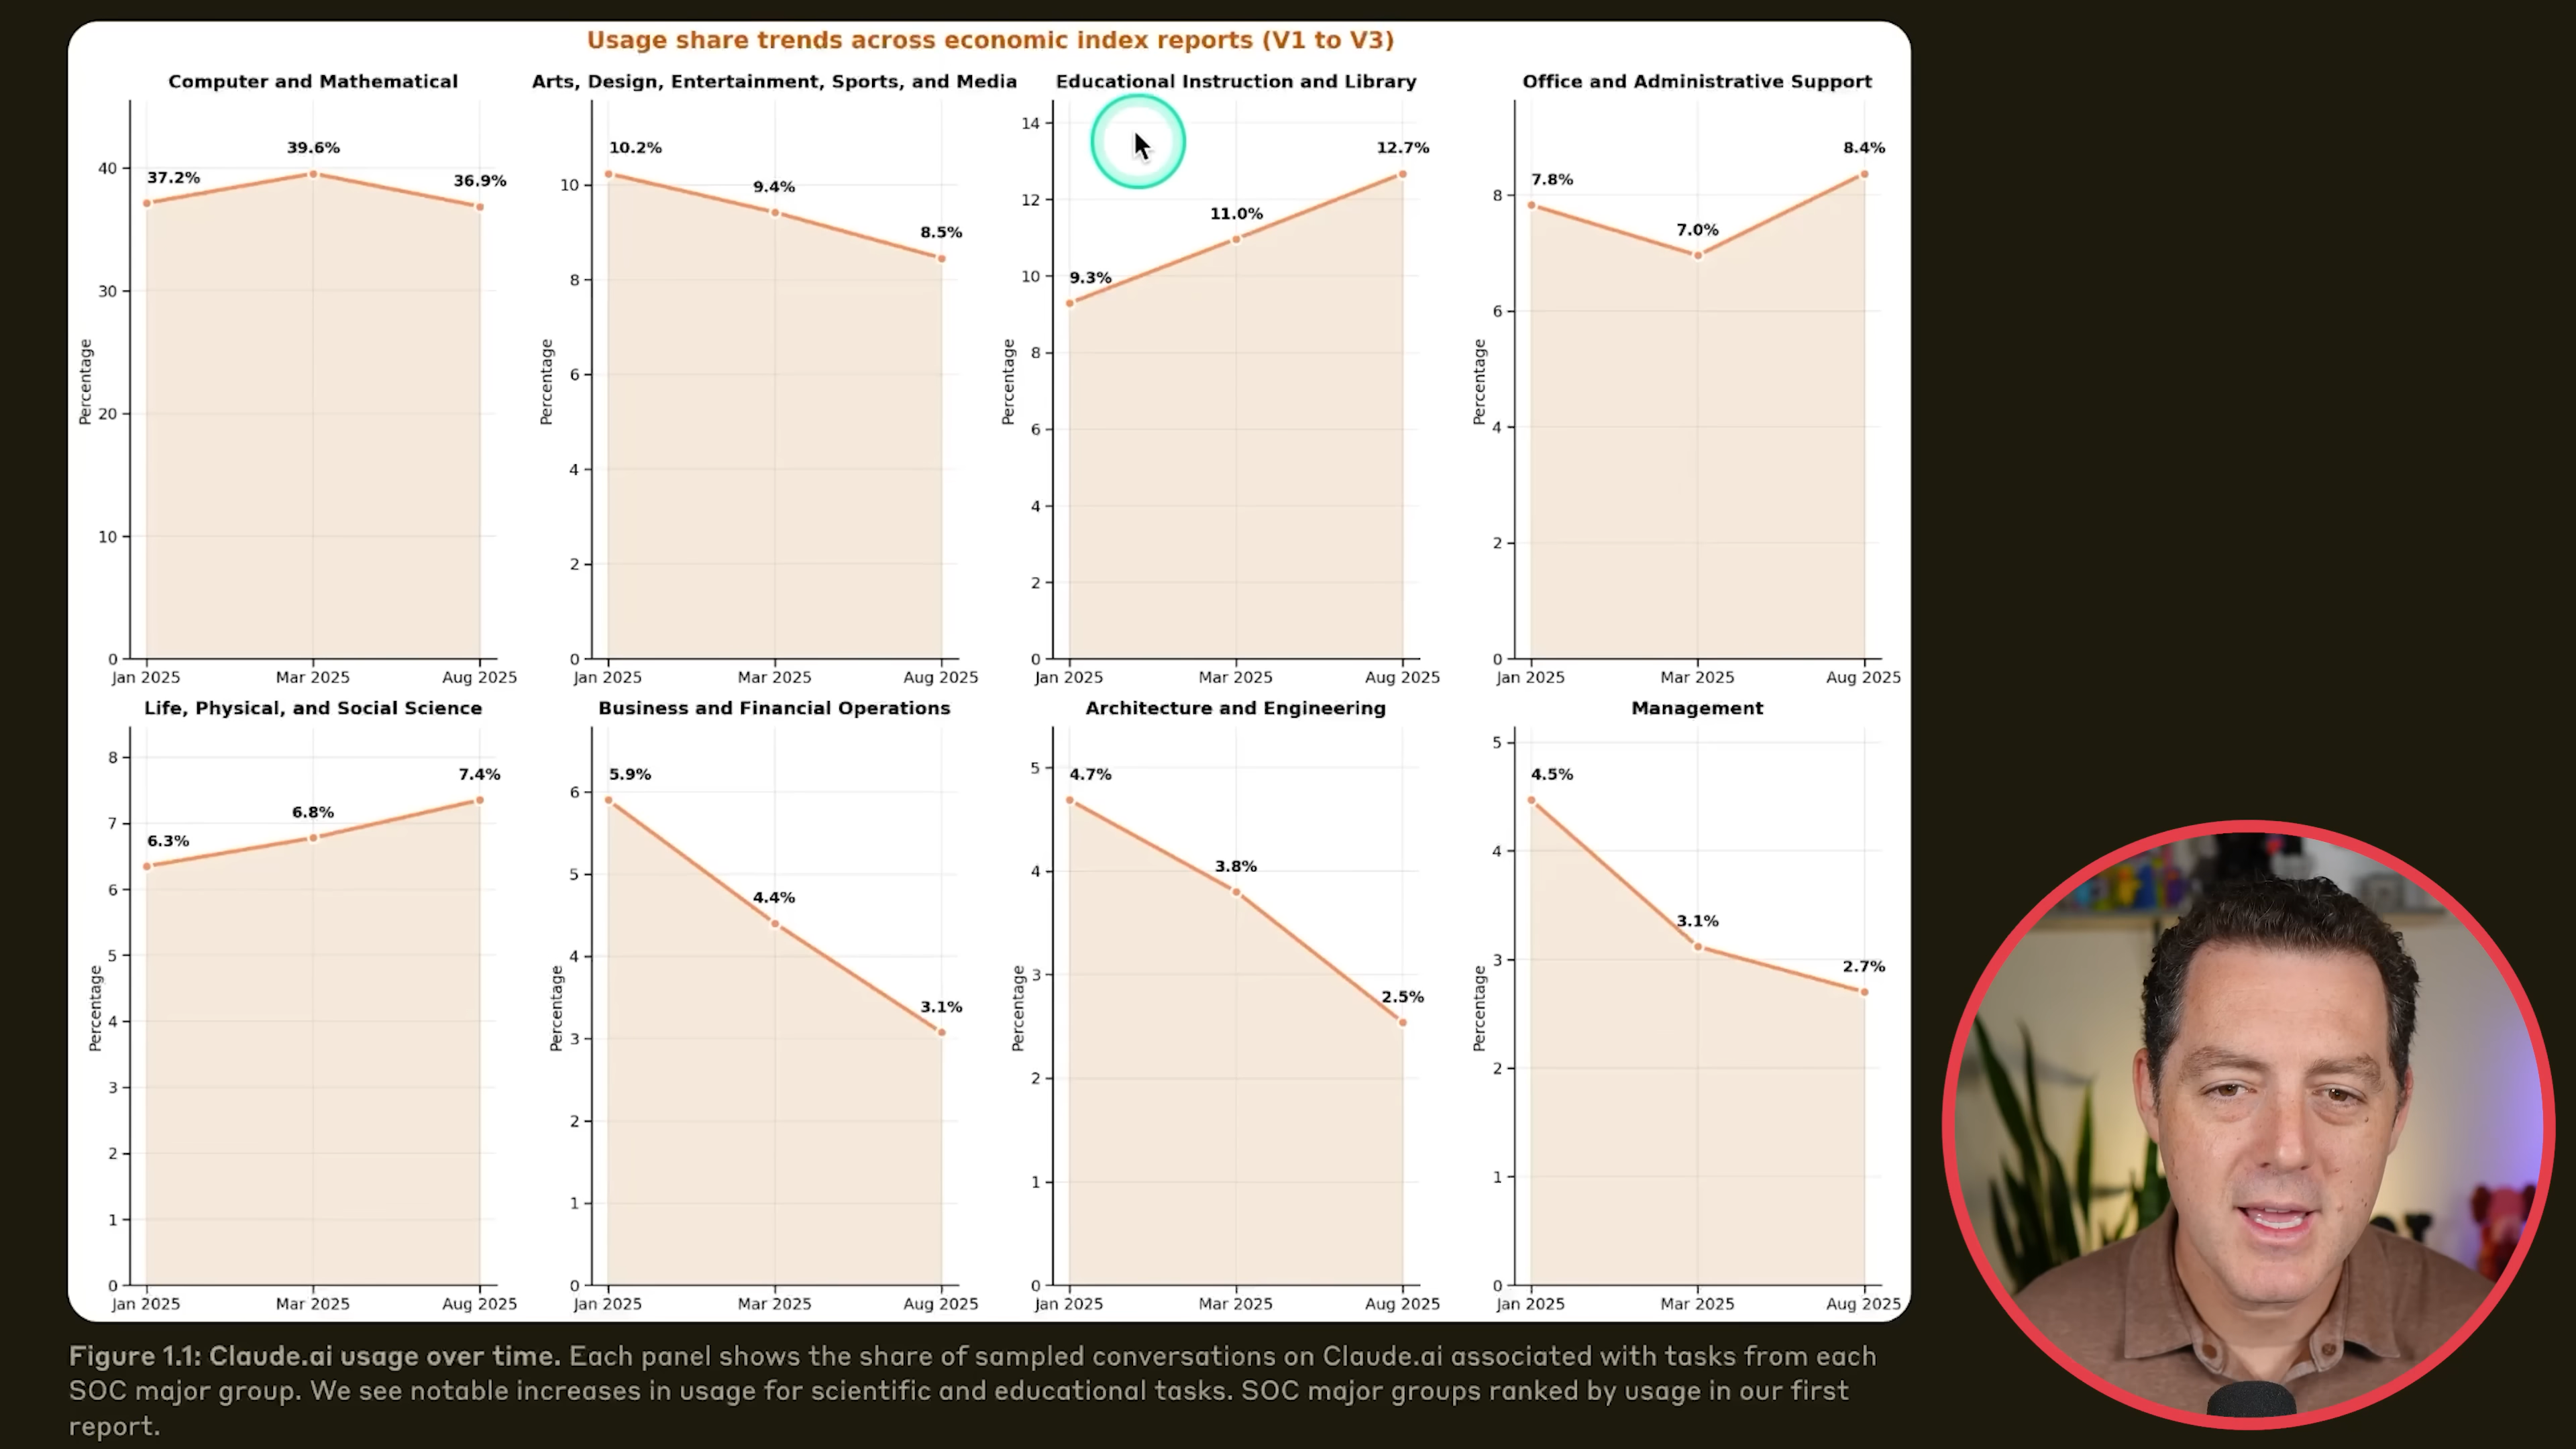 Usage share trends across economic index reports (V1 to V3)
Computer and Mathematical
Percentage
40
30
20
10
0
37.2%
39.6%
36.9%
Jan 2025
Mar 2025
Aug 2025
Arts, Design, Entertainment, Sports, and Media
Percentage
10
8
6
4
2
0
10.2%
9.4%
8.5%
Jan 2025
Mar 2025
Aug 2025
Educational Instruction and Library
Percentage
14
12
10
8
6
4
2
0
9.3%
11.0%
12.7%
Jan 2025
Mar 2025
Aug 2025
Office and Administrative Support
Percentage
8
6
4
2
0
7.8%
7.0%
8.4%
Jan 2025
Mar 2025
Aug 2025
Life, Physical, and Social Science
Percentage
8
7
6
5
4
3
2
1
0
6.3%
6.8%
7.4%
Jan 2025
Mar 2025
Aug 2025
Business and Financial Operations
Percentage
6
5
4
3
2
1
0
5.9%
4.4%
3.1%
Jan 2025
Mar 2025
Aug 2025
Architecture and Engineering
Percentage
5
4
3
2
1
0
4.7%
3.8%
2.5%
Jan 2025
Mar 2025
Aug 2025
Management
Percentage
5
4
3
2
1
0
4.5%
3.1%
2.7%
Jan 2025
Mar 2025
Aug 2025
Figure 1.1: Claude.ai usage over time. Each panel shows the share of sampled conversations on Claude.ai associated with tasks from each
SOC major group. We see notable increases in usage for scientific and educational tasks. SOC major groups ranked by usage in our first
report.